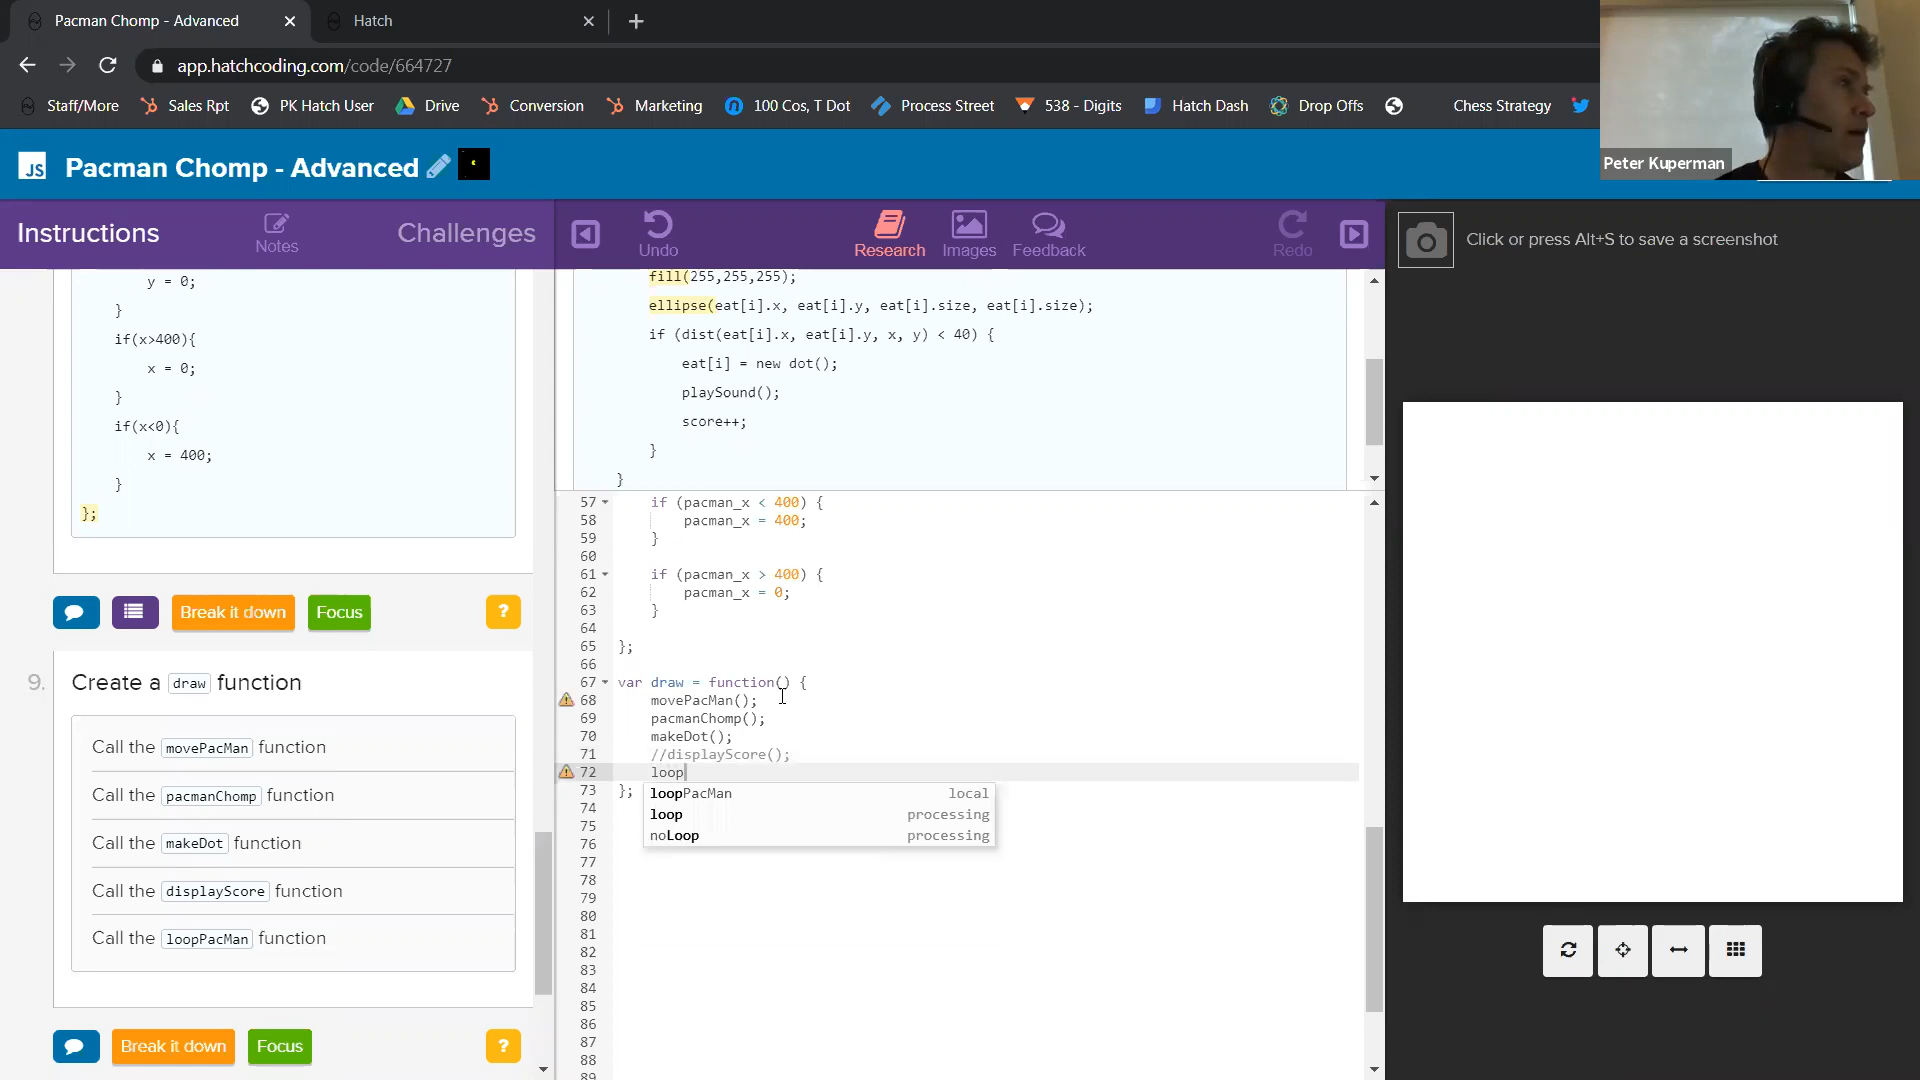 Pacman Chomp - Advanced
Hatch
app.hatchcoding.com/code/664727
Staff/More
Sales Rpt
PK Hatch User
Drive
Conversion
Marketing
100 Cos, T Dot
Process Street
538 - Digits
Hatch Dash
Drop Offs
Chess Strategy
Peter Kuperman
JS
Pacman Chomp - Advanced
Instructions
Notes
Challenges
Undo
Research
Images
Feedback
Redo
Click or press Alt+S to save a screenshot
y = 0;
}
if(x>400){
x = 0;
}
if(x<0){
x = 400;
}
};
Break it down
Focus
?
9. Create a draw function
Call the movePacMan function
Call the pacmanChomp function
Call the makeDot function
Call the displayScore function
Call the loopPacMan function
Break it down
Focus
?
fill(255,255,255);
ellipse(eat[i].x, eat[i].y, eat[i].size, eat[i].size);
if (dist(eat[i].x, eat[i].y, x, y) < 40) {
eat[i] = new dot();
playSound();
score++;
}
}
57 if (pacman_x < 400) {
58 pacman_x = 400;
59 }
60
61 if (pacman_x > 400) {
62 pacman_x = 0;
63 }
64
65 };
66
67 var draw = function() {
68 movePacMan();
69 pacmanChomp();
70 makeDot();
71 //displayScore();
72 loop
73 };
loopPacMan local
loop processing
noLoop processing
74
75
76
77
78
79
80
81
82
83
84
85
86
87
88
89